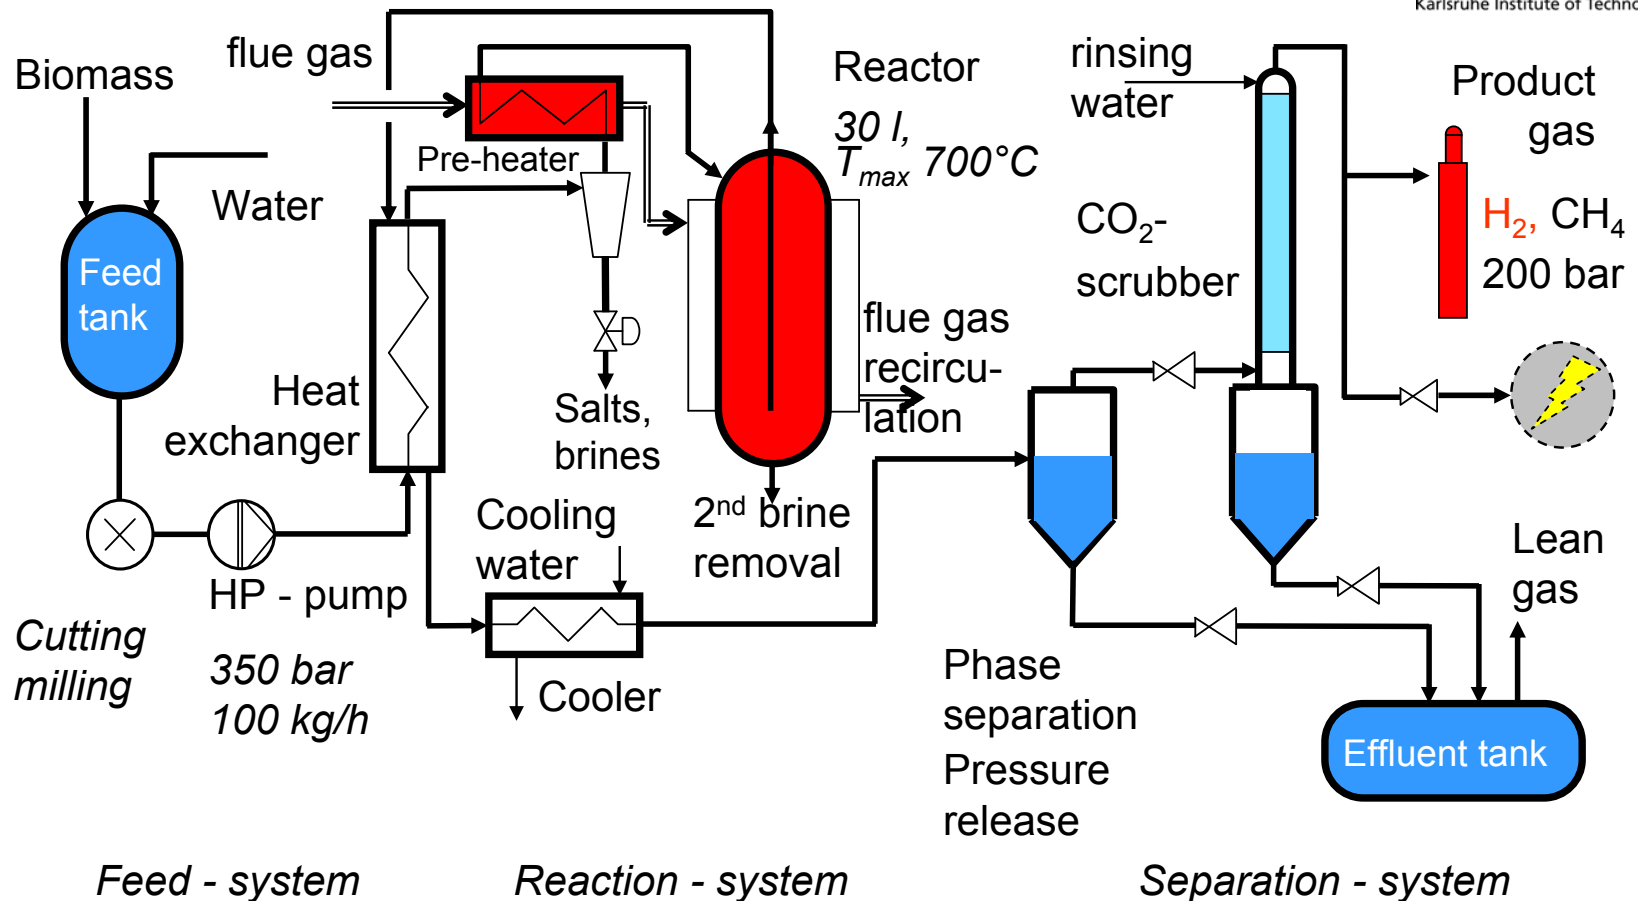 Karlsruhe Institute of Techno
Biomass
flue gas
Water
Feed
tank
Pre-heater
Reactor
30 l,
Tmax 700°C
rinsing
water
Product
gas
H2, CH4
200 bar
CO2-
scrubber
Heat
exchanger
Salts,
brines
flue gas
recircu-
lation
2nd brine
removal
Cooling
water
HP - pump
350 bar
100 kg/h
Cutting
milling
Cooler
Phase
separation
Pressure
release
Lean
gas
Effluent tank
Feed - system
Reaction - system
Separation - system